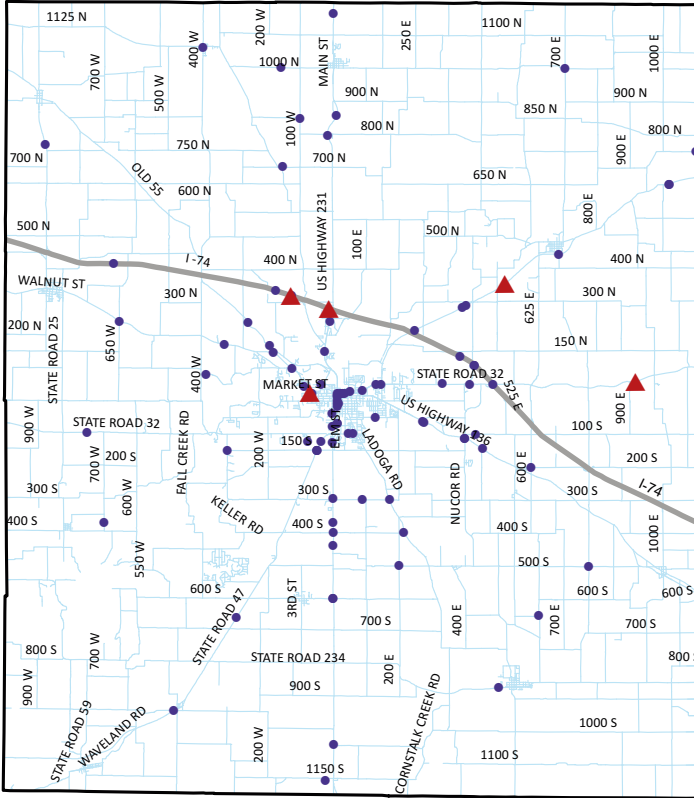 1125 N
200 W
MAIN ST
250 E
1100 N
400 W
700 E
1000 E
700 W
1000 N
500 W
900 N
900 N
850 N
100 W
800 N
800 N
750 N
700 N
700 N
900 E
OLD 55
600 N
650 N
US HIGHWAY 231
800 E
500 N
100 E
500 N
I -74
400 N
400 N
WALNUT ST
300 N
300 N
625 E
200 N
STATE ROAD 25
650 W
150 N
400 W
MARKET ST
STATE ROAD 32
525 E
900 E
900 W
STATE ROAD 32
FALL CREEK RD
ELM ST
US HIGHWAY 136
100 S
150 S
200 W
LADOGA RD
700 W
200 S
600 E
200 S
300 S
600 W
300 S
NUCOR RD
300 S
I-74
400 S
KELLER RD
400 S
400 S
1000 E
550 W
500 S
600 S
3RD ST
600 S
600 S
STATE ROAD 47
700 S
400 E
700 E
700 S
800 S
700 W
STATE ROAD 234
200 E
800 S
900 W
900 S
CORNSTALK CREEK RD
STATE ROAD 59
WAVELAND RD
200 W
1000 S
1150 S
1100 S